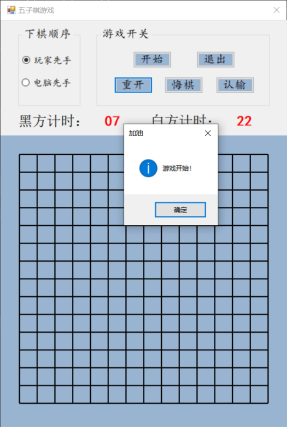 五子棋游戏
下棋顺序
游戏开关
玩家先手
电脑先手
开始
退出
重开
悔棋
认输
黑方计时： 07 白方计时： 22
加油
游戏开始！
确定